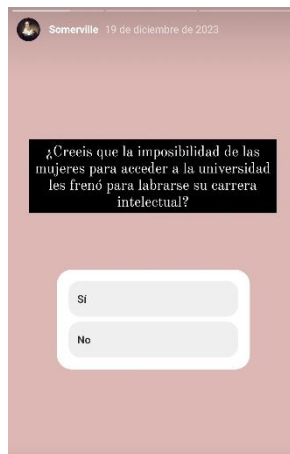 Somerville 19 de diciembre de 2023
¿Creeis que la imposibilidad de las
mujeres para acceder a la universidad
les frenó para labrarse su carrera
intelectual?
Sí
No